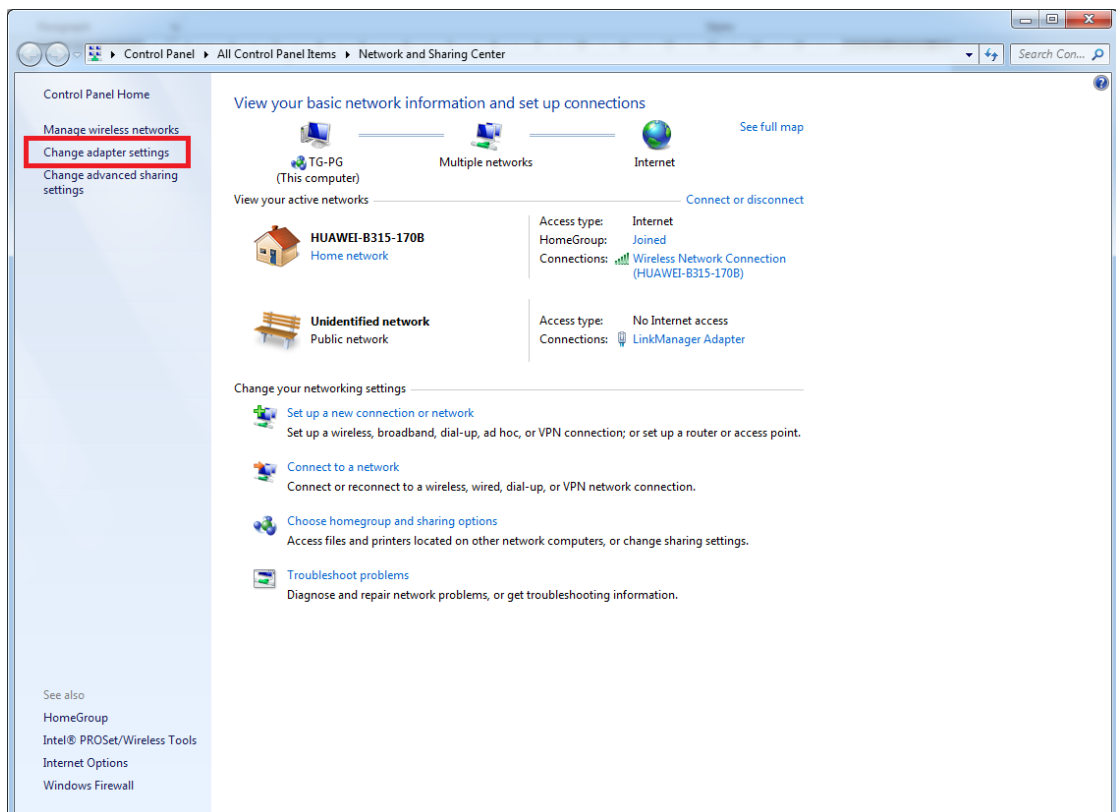 Control Panel ▸ All Control Panel Items ▸ Network and Sharing Center
Search Con...
Control Panel Home
Manage wireless networks
Change adapter settings
Change advanced sharing
settings
View your basic network information and set up connections
See full map
TG-PG
(This computer)
Multiple networks
Internet
View your active networks
Connect or disconnect
HUAWEI-B315-170B
Home network
Access type: Internet
HomeGroup: Joined
Connections: Wireless Network Connection
(HUAWEI-B315-170B)
Unidentified network
Public network
Access type: No Internet access
Connections: LinkManager Adapter
Change your networking settings
Set up a new connection or network
Set up a wireless, broadband, dial-up, ad hoc, or VPN connection; or set up a router or access point.
Connect to a network
Connect or reconnect to a wireless, wired, dial-up, or VPN network connection.
Choose homegroup and sharing options
Access files and printers located on other network computers, or change sharing settings.
Troubleshoot problems
Diagnose and repair network problems, or get troubleshooting information.
See also
HomeGroup
Intel® PROSet/Wireless Tools
Internet Options
Windows Firewall